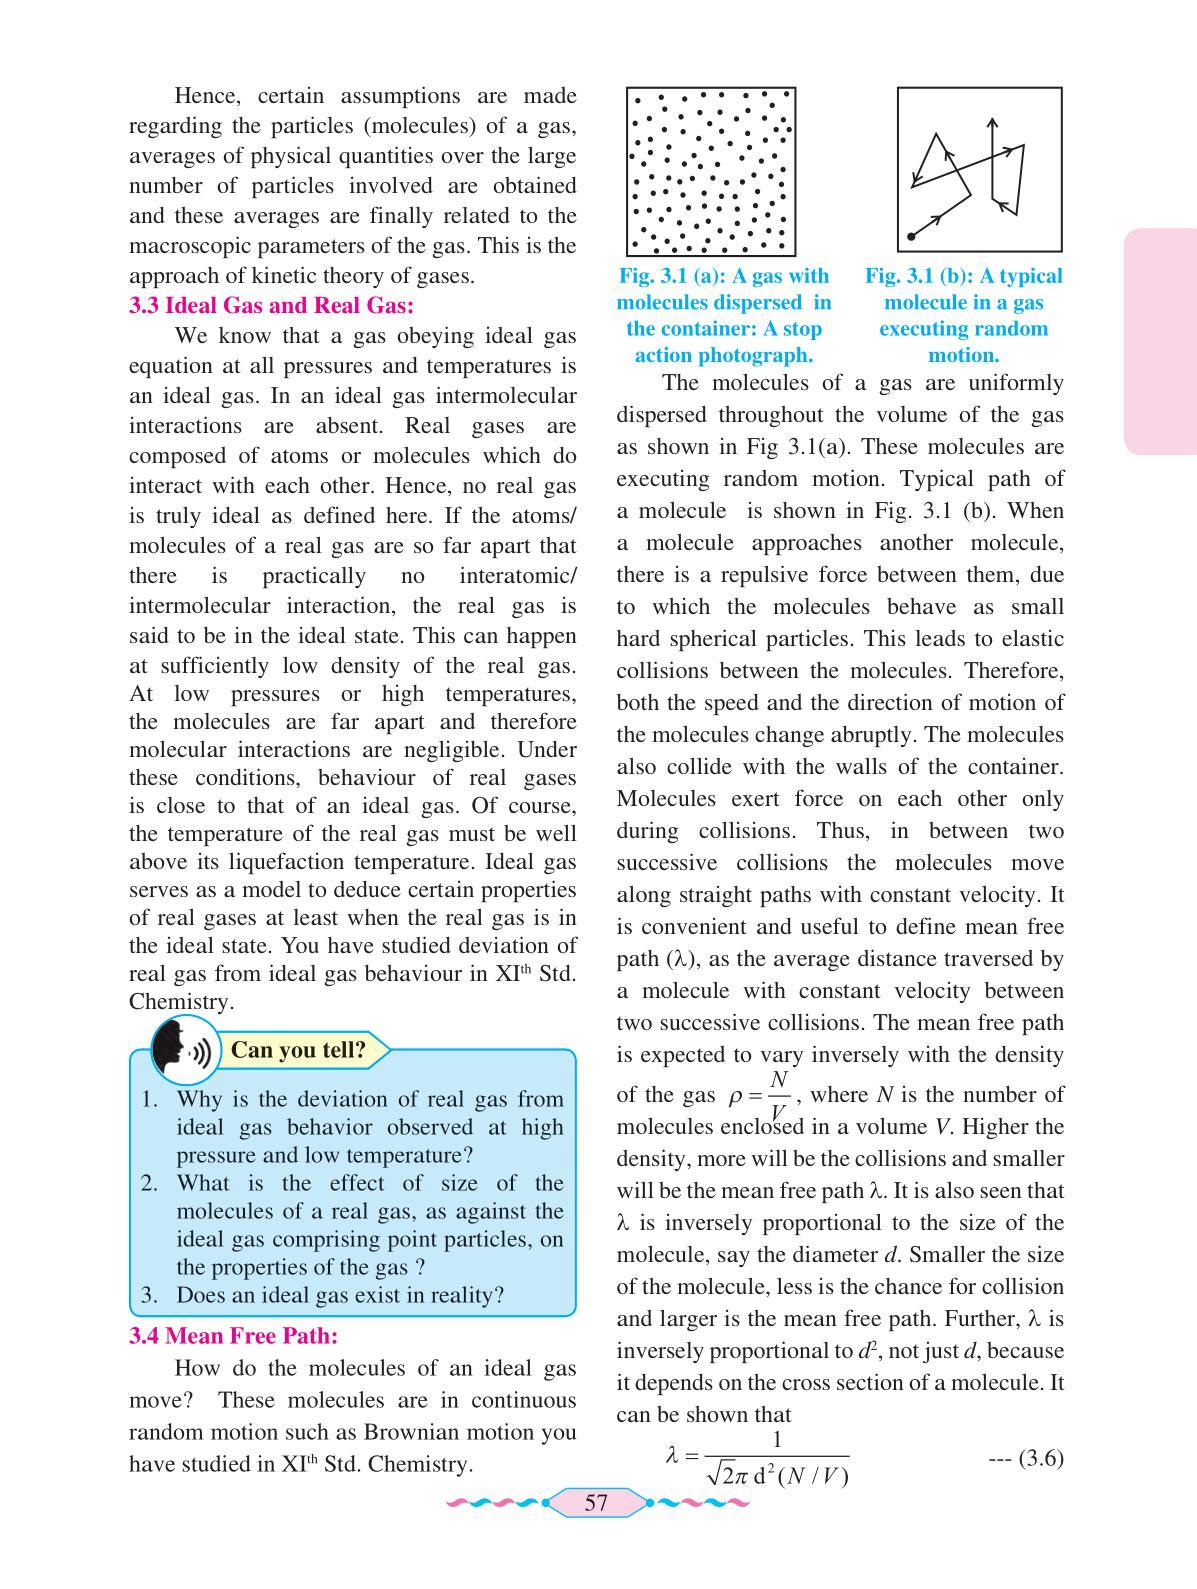 Hence, certain assumptions are made
regarding the particles (molecules) of a gas,
averages of physical quantities over the large
number of particles involved are obtained
and these averages are finally related to the
macroscopic parameters of the gas. This is the
approach of kinetic theory of gases.
3.3 Ideal Gas and Real Gas:
We know that a gas obeying ideal gas
equation at all pressures and temperatures is
an ideal gas. In an ideal gas intermolecular
interactions are absent. Real gases are
composed of atoms or molecules which do
interact with each other. Hence, no real gas
is truly ideal as defined here. If the atoms/
molecules of a real gas are so far apart that
there is practically no interatomic/
intermolecular interaction, the real gas is
said to be in the ideal state. This can happen
at sufficiently low density of the real gas.
At low pressures or high temperatures,
the molecules are far apart and therefore
molecular interactions are negligible. Under
these conditions, behaviour of real gases
is close to that of an ideal gas. Of course,
the temperature of the real gas must be well
above its liquefaction temperature. Ideal gas
serves as a model to deduce certain properties
of real gases at least when the real gas is in
the ideal state. You have studied deviation of
real gas from ideal gas behaviour in XIth Std.
Chemistry.
Can you tell?
1. Why is the deviation of real gas from
ideal gas behavior observed at high
pressure and low temperature?
2. What is the effect of size of the
molecules of a real gas, as against the
ideal gas comprising point particles, on
the properties of the gas ?
3. Does an ideal gas exist in reality?
3.4 Mean Free Path:
How do the molecules of an ideal gas
move? These molecules are in continuous
random motion such as Brownian motion you
have studied in XIth Std. Chemistry.
Fig. 3.1 (a): A gas with
molecules dispersed in
the container: A stop
action photograph.
Fig. 3.1 (b): A typical
molecule in a gas
executing random
motion.
The molecules of a gas are uniformly
dispersed throughout the volume of the gas
as shown in Fig 3.1(a). These molecules are
executing random motion. Typical path of
a molecule is shown in Fig. 3.1 (b). When
a molecule approaches another molecule,
there is a repulsive force between them, due
to which the molecules behave as small
hard spherical particles. This leads to elastic
collisions between the molecules. Therefore,
both the speed and the direction of motion of
the molecules change abruptly. The molecules
also collide with the walls of the container.
Molecules exert force on each other only
during collisions. Thus, in between two
successive collisions the molecules move
along straight paths with constant velocity. It
is convenient and useful to define mean free
path (λ), as the average distance traversed by
a molecule with constant velocity between
two successive collisions. The mean free path
is expected to vary inversely with the density
of the gas ρ = N/V , where N is the number of
molecules enclosed in a volume V. Higher the
density, more will be the collisions and smaller
will be the mean free path λ. It is also seen that
λ is inversely proportional to the size of the
molecule, say the diameter d. Smaller the size
of the molecule, less is the chance for collision
and larger is the mean free path. Further, λ is
inversely proportional to d², not just d, because
it depends on the cross section of a molecule. It
can be shown that
λ = 1 / √2π d²(N / V) --- (3.6)
57